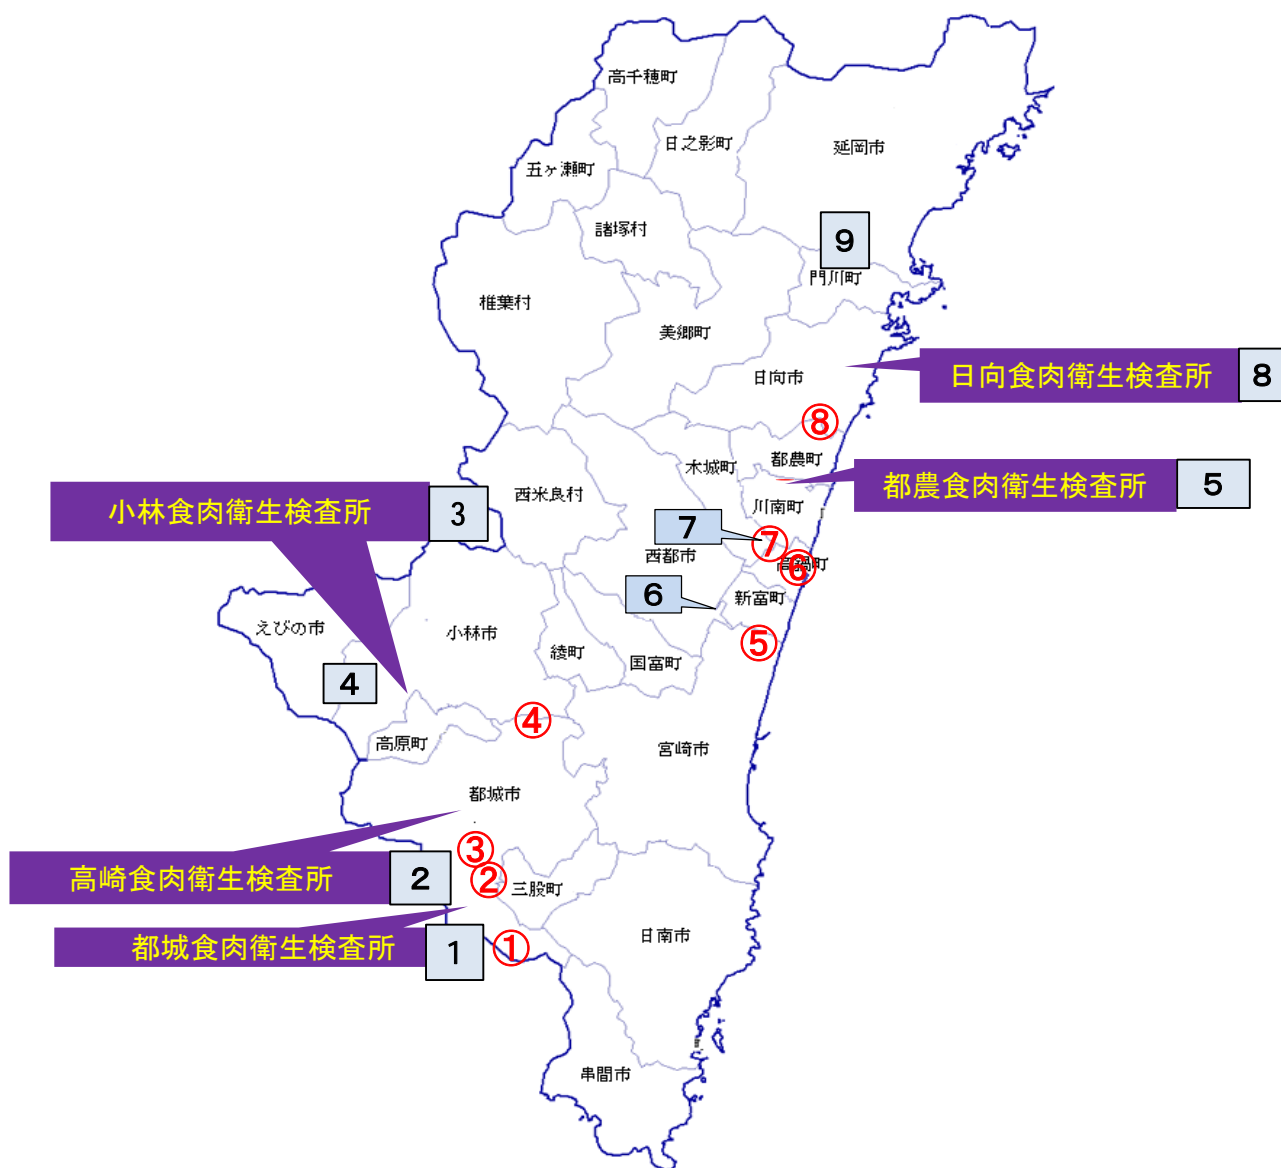 高千穂町
日之影町
延岡市
五ヶ瀬町
諸塚村
9
門川町
椎葉村
美郷町
日向市
日向食肉衛生検査所
8
⑧
都農町
木城町
都農食肉衛生検査所
5
西米良村
川南町
小林食肉衛生検査所
3
7
⑦
西都市
高鍋町
⑥
6
新富町
えびの市
小林市
⑤
綾町
国富町
4
④
高原町
宮崎市
都城市
③
高崎食肉衛生検査所
2
②
三股町
都城食肉衛生検査所
1
①
日南市
串間市